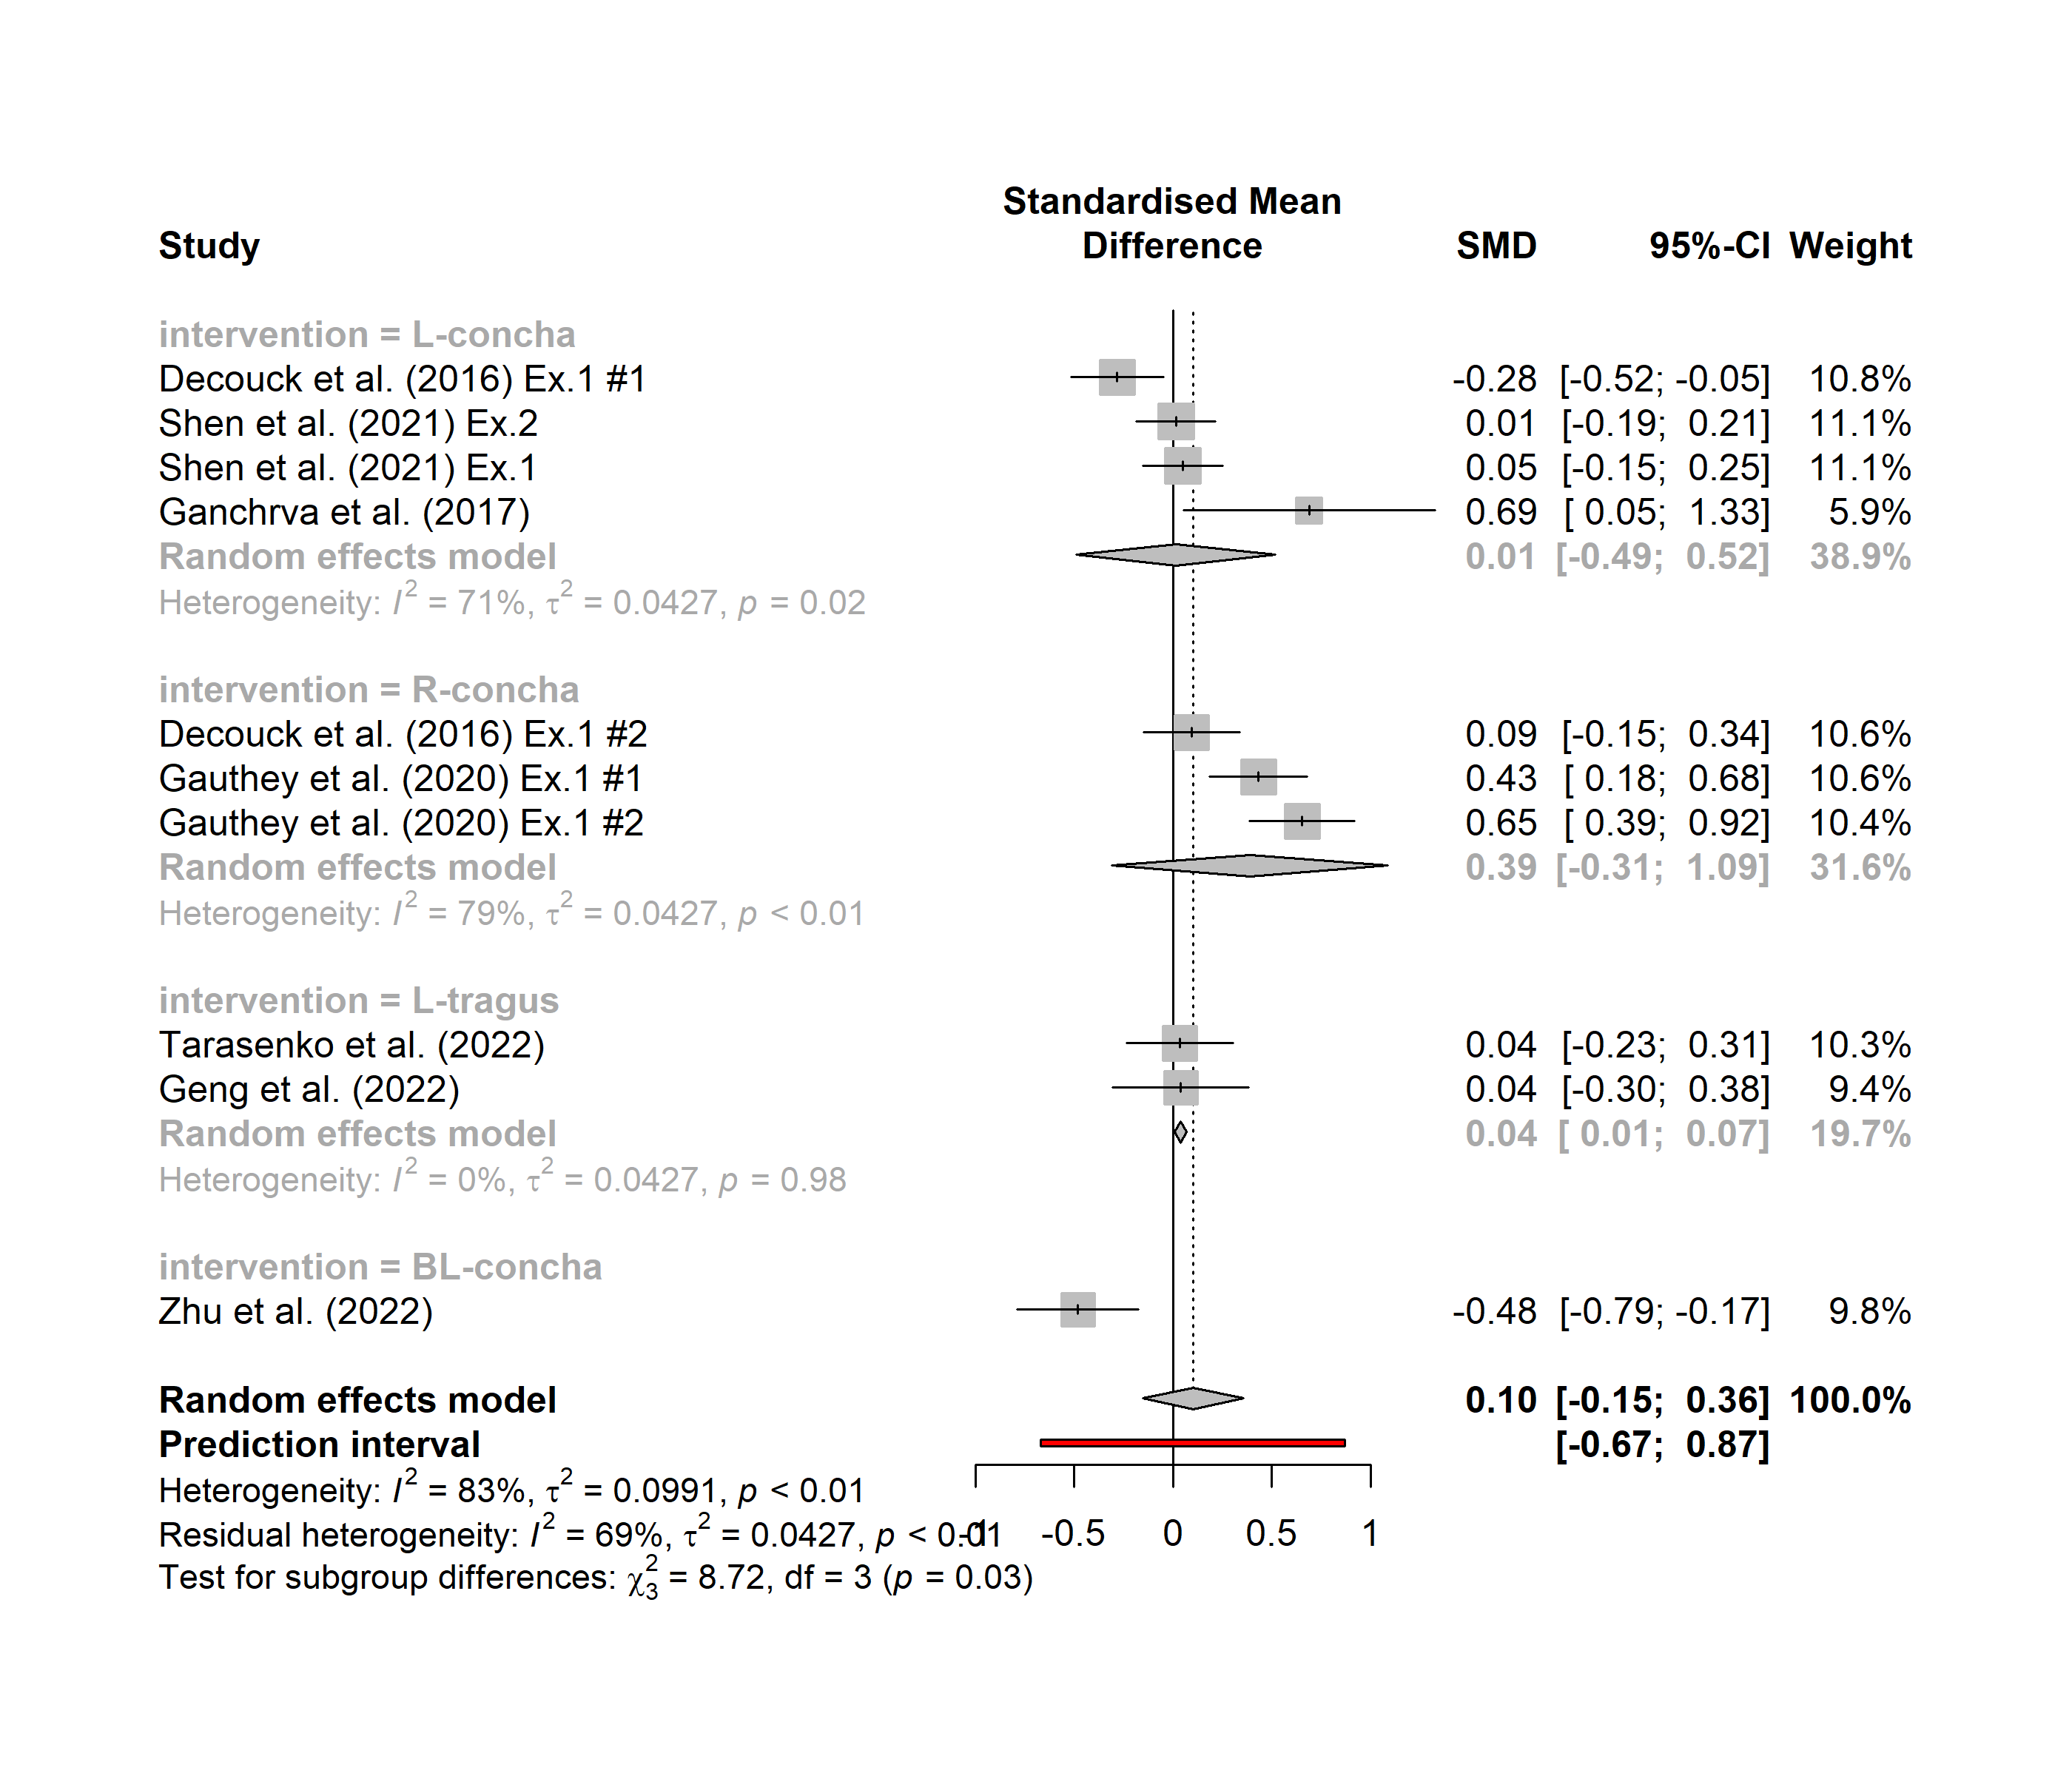 Standardised Mean
Study Difference SMD 95%-CI Weight
intervention = L-concha
Decouck et al. (2016) Ex.1 #1 -0.28 [-0.52; -0.05] 10.8%
Shen et al. (2021) Ex.2 0.01 [-0.19; 0.21] 11.1%
Shen et al. (2021) Ex.1 0.05 [-0.15; 0.25] 11.1%
Ganchrva et al. (2017) 0.69 [ 0.05; 1.33] 5.9%
Random effects model 0.01 [-0.49; 0.52] 38.9%
Heterogeneity: I² = 71%, τ² = 0.0427, p = 0.02
intervention = R-concha
Decouck et al. (2016) Ex.1 #2 0.09 [-0.15; 0.34] 10.6%
Gauthey et al. (2020) Ex.1 #1 0.43 [ 0.18; 0.68] 10.6%
Gauthey et al. (2020) Ex.1 #2 0.65 [ 0.39; 0.92] 10.4%
Random effects model 0.39 [-0.31; 1.09] 31.6%
Heterogeneity: I² = 79%, τ² = 0.0427, p < 0.01
intervention = L-tragus
Tarasenko et al. (2022) 0.04 [-0.23; 0.31] 10.3%
Geng et al. (2022) 0.04 [-0.30; 0.38] 9.4%
Random effects model 0.04 [ 0.01; 0.07] 19.7%
Heterogeneity: I² = 0%, τ² = 0.0427, p = 0.98
intervention = BL-concha
Zhu et al. (2022) -0.48 [-0.79; -0.17] 9.8%
Random effects model 0.10 [-0.15; 0.36] 100.0%
Prediction interval [-0.67; 0.87]
Heterogeneity: I² = 83%, τ² = 0.0991, p < 0.01
Residual heterogeneity: I² = 69%, τ² = 0.0427, p < 0.01 -1 -0.5 0 0.5 1
Test for subgroup differences: χ²₃ = 8.72, df = 3 (p = 0.03)